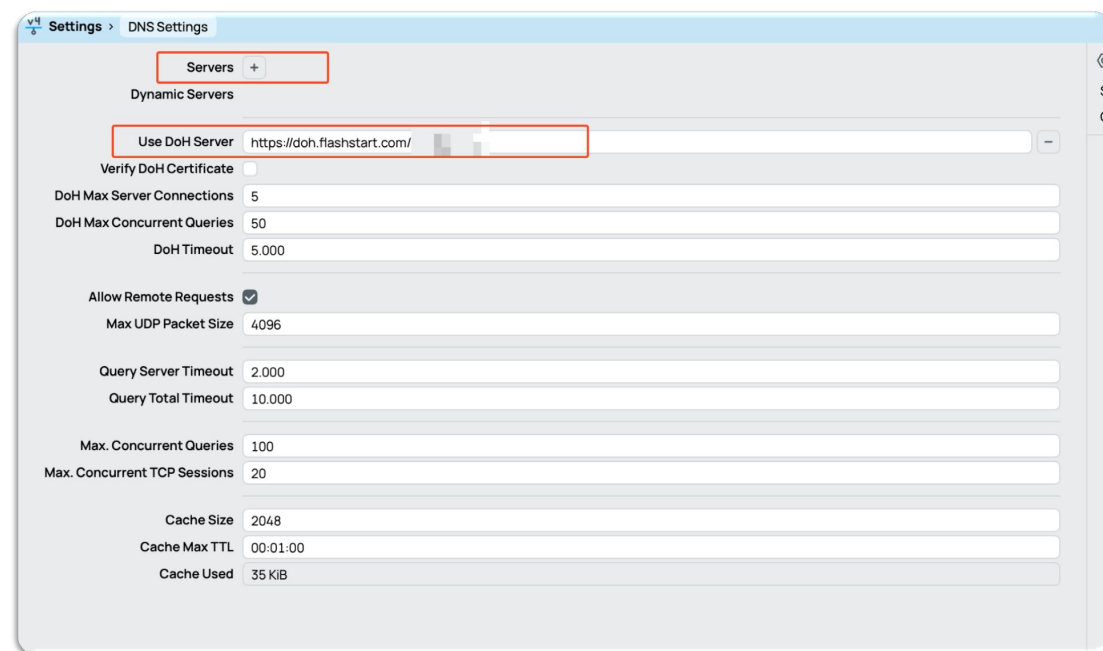 v4 Settings > DNS Settings
Servers +
Dynamic Servers
Use DoH Server https://doh.flashstart.com/ −
Verify DoH Certificate
DoH Max Server Connections 5
DoH Max Concurrent Queries 50
DoH Timeout 5.000
Allow Remote Requests
Max UDP Packet Size 4096
Query Server Timeout 2.000
Query Total Timeout 10.000
Max. Concurrent Queries 100
Max. Concurrent TCP Sessions 20
Cache Size 2048
Cache Max TTL 00:01:00
Cache Used 35 KiB